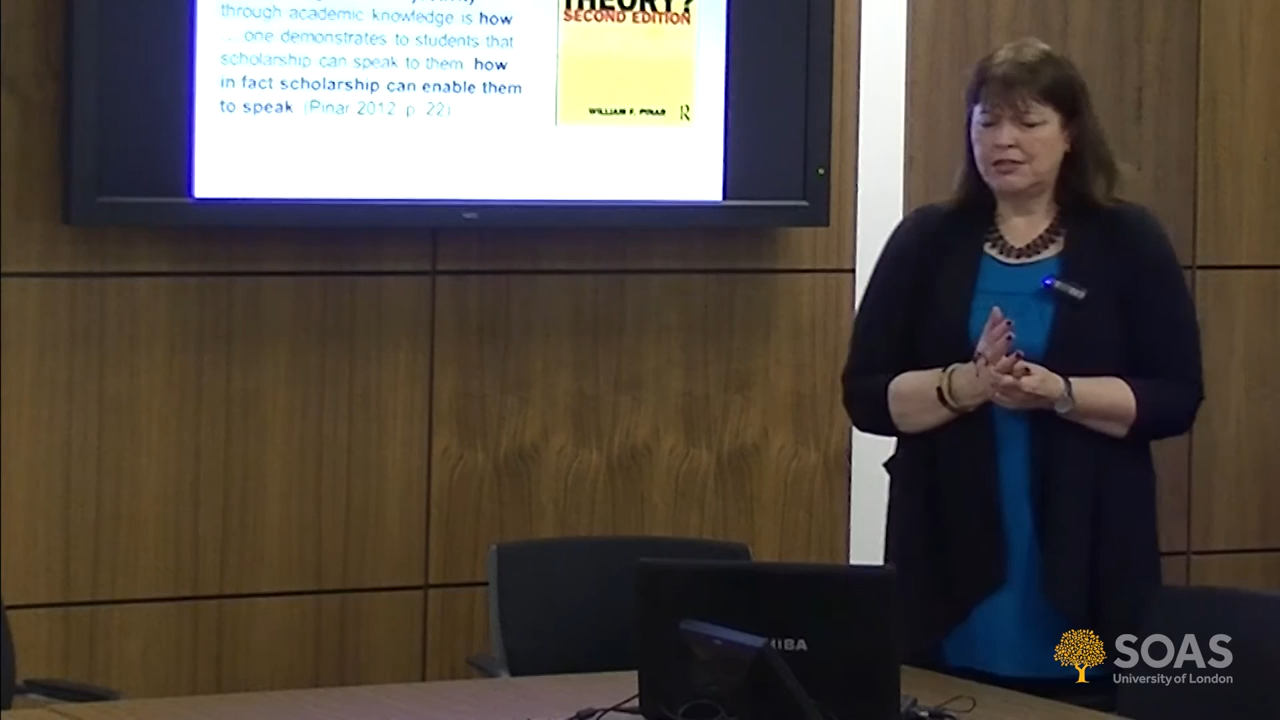 through academic knowledge is how
... one demonstrates to students that
scholarship can speak to them, how
in fact scholarship can enable them
to speak (Pinar 2012 p. 22)
THEORY?
SECOND EDITION
WILLIAM F. PINAR
R
HIBA
SOAS
University of London